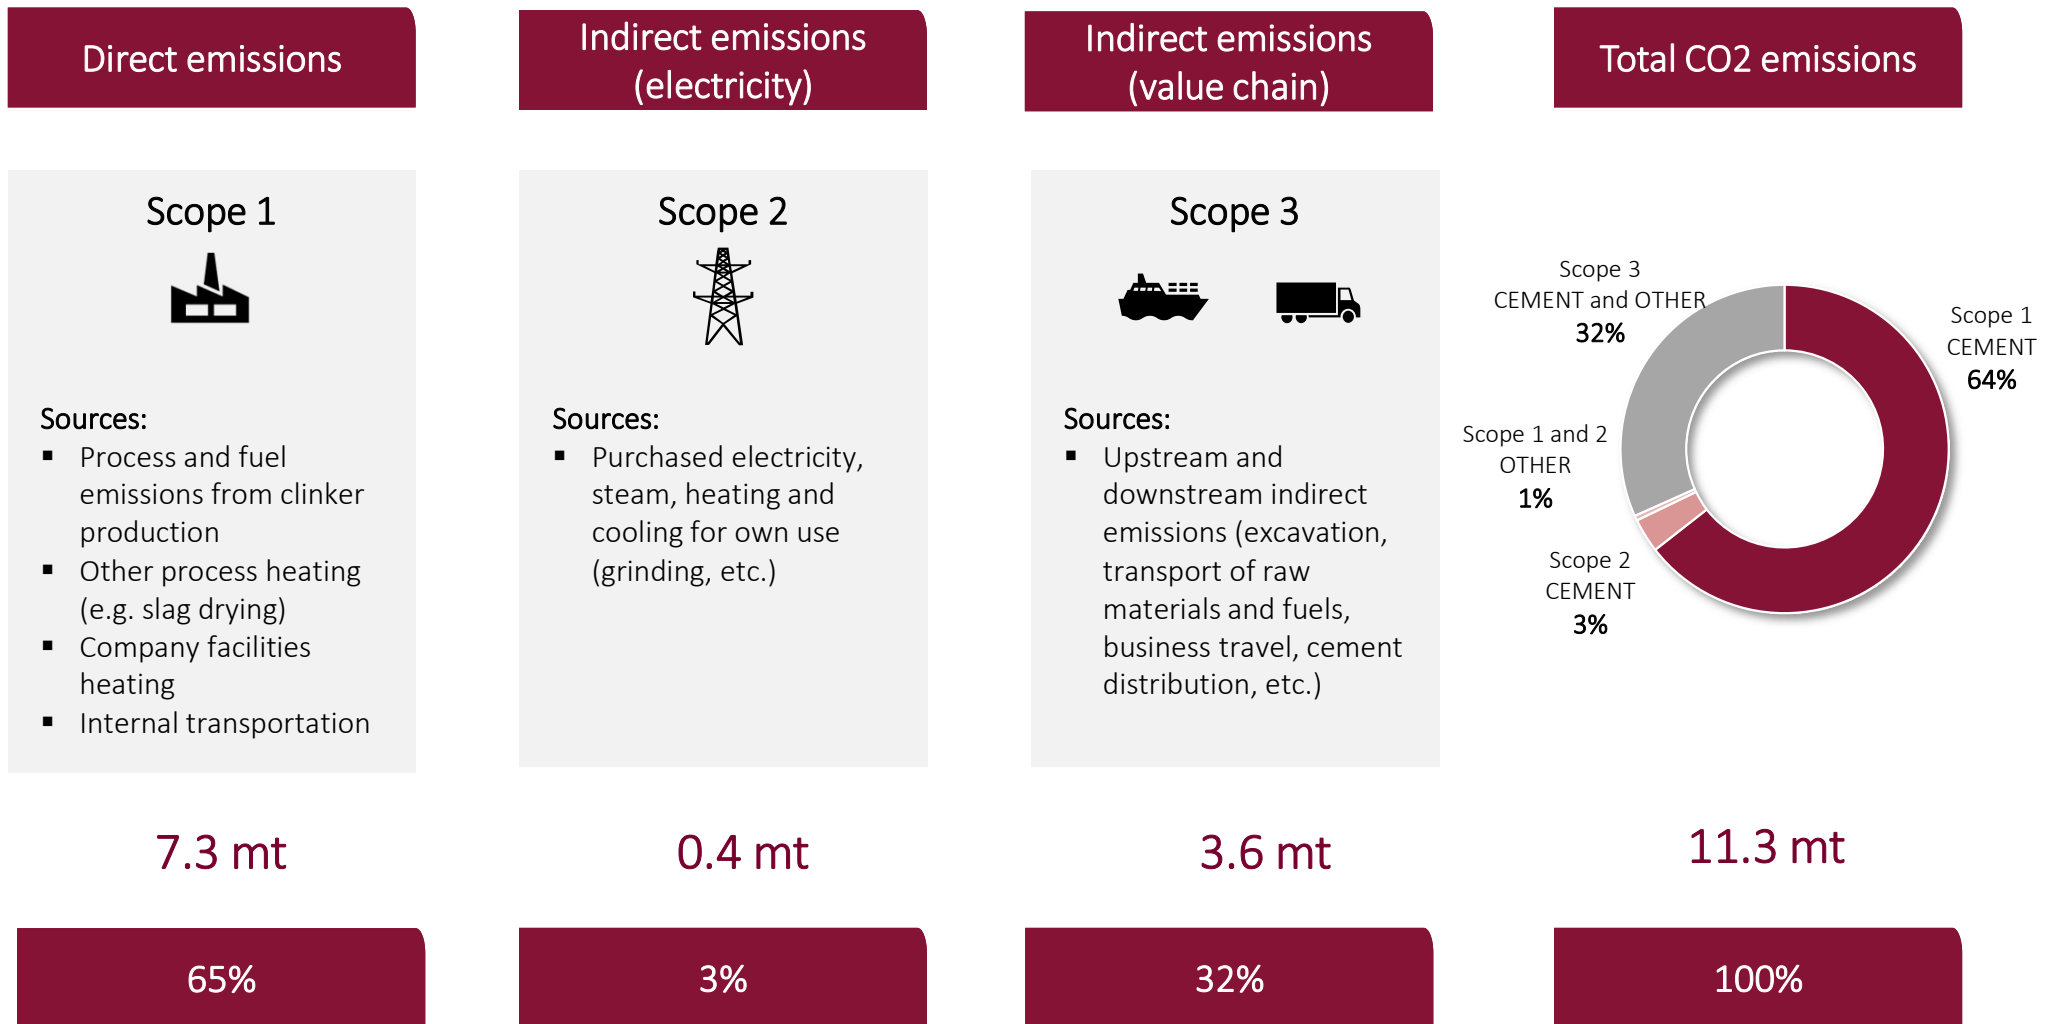 Direct emissions
Scope 1
Sources:
▪ Process and fuel
emissions from clinker
production
▪ Other process heating
(e.g. slag drying)
▪ Company facilities
heating
▪ Internal transportation
7.3 mt
65%
Indirect emissions
(electricity)
Scope 2
Sources:
▪ Purchased electricity,
steam, heating and
cooling for own use
(grinding, etc.)
0.4 mt
3%
Indirect emissions
(value chain)
Scope 3
Sources:
▪ Upstream and
downstream indirect
emissions (excavation,
transport of raw
materials and fuels,
business travel, cement
distribution, etc.)
3.6 mt
32%
Total CO2 emissions
Scope 3
CEMENT and OTHER
32%
Scope 1
CEMENT
64%
Scope 1 and 2
OTHER
1%
Scope 2
CEMENT
3%
11.3 mt
100%